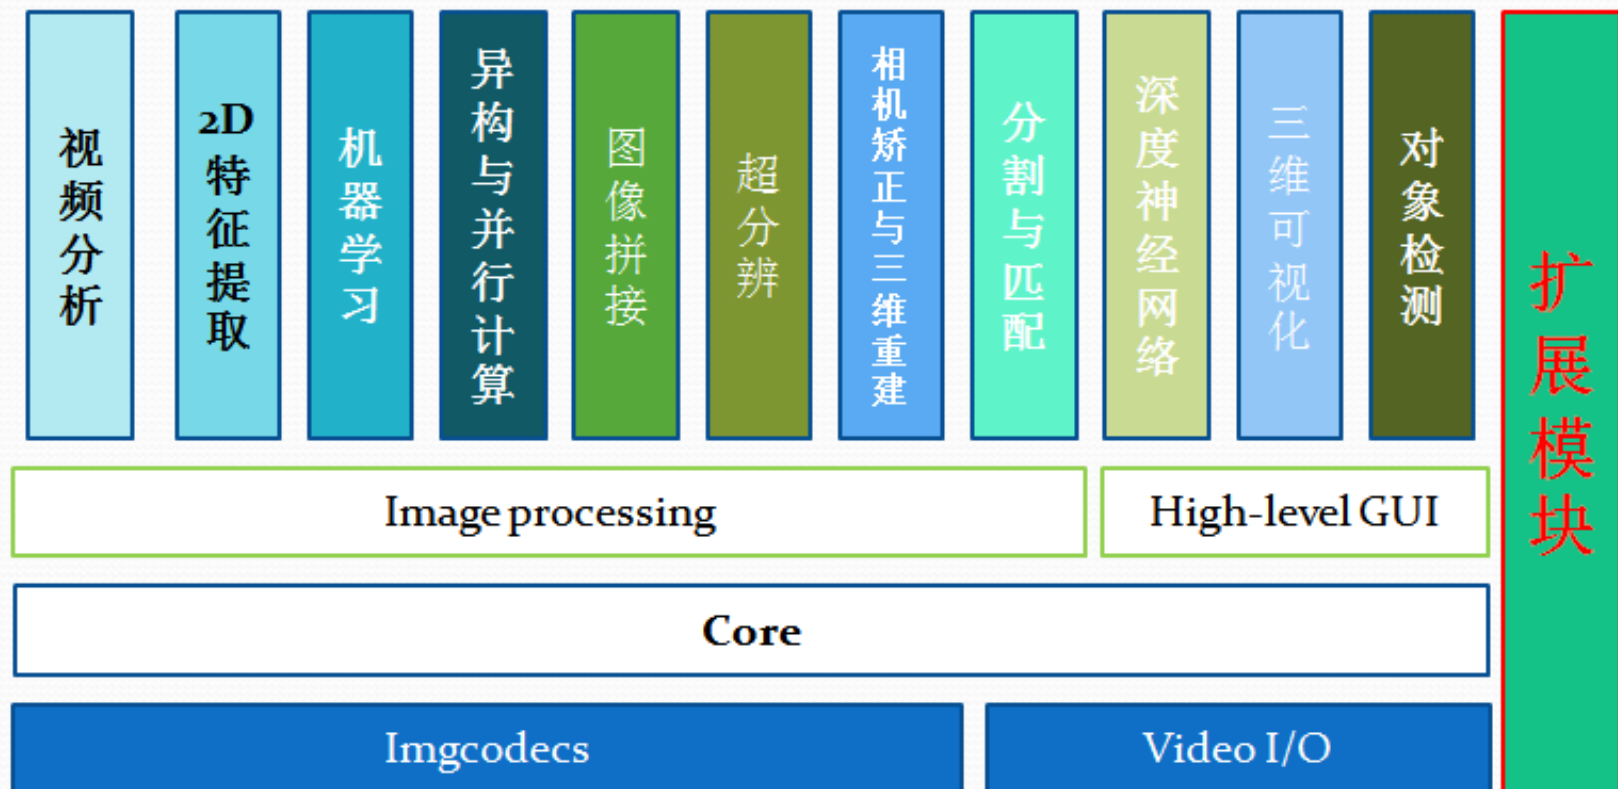 视频分析
2D特征提取
机器学习
异构与并行计算
图像拼接
超分辨
相机矫正与三维重建
分割与匹配
深度神经网络
三维可视化
对象检测
扩展模块
Image processing
High-level GUI
Core
Imgcodecs
Video I/O